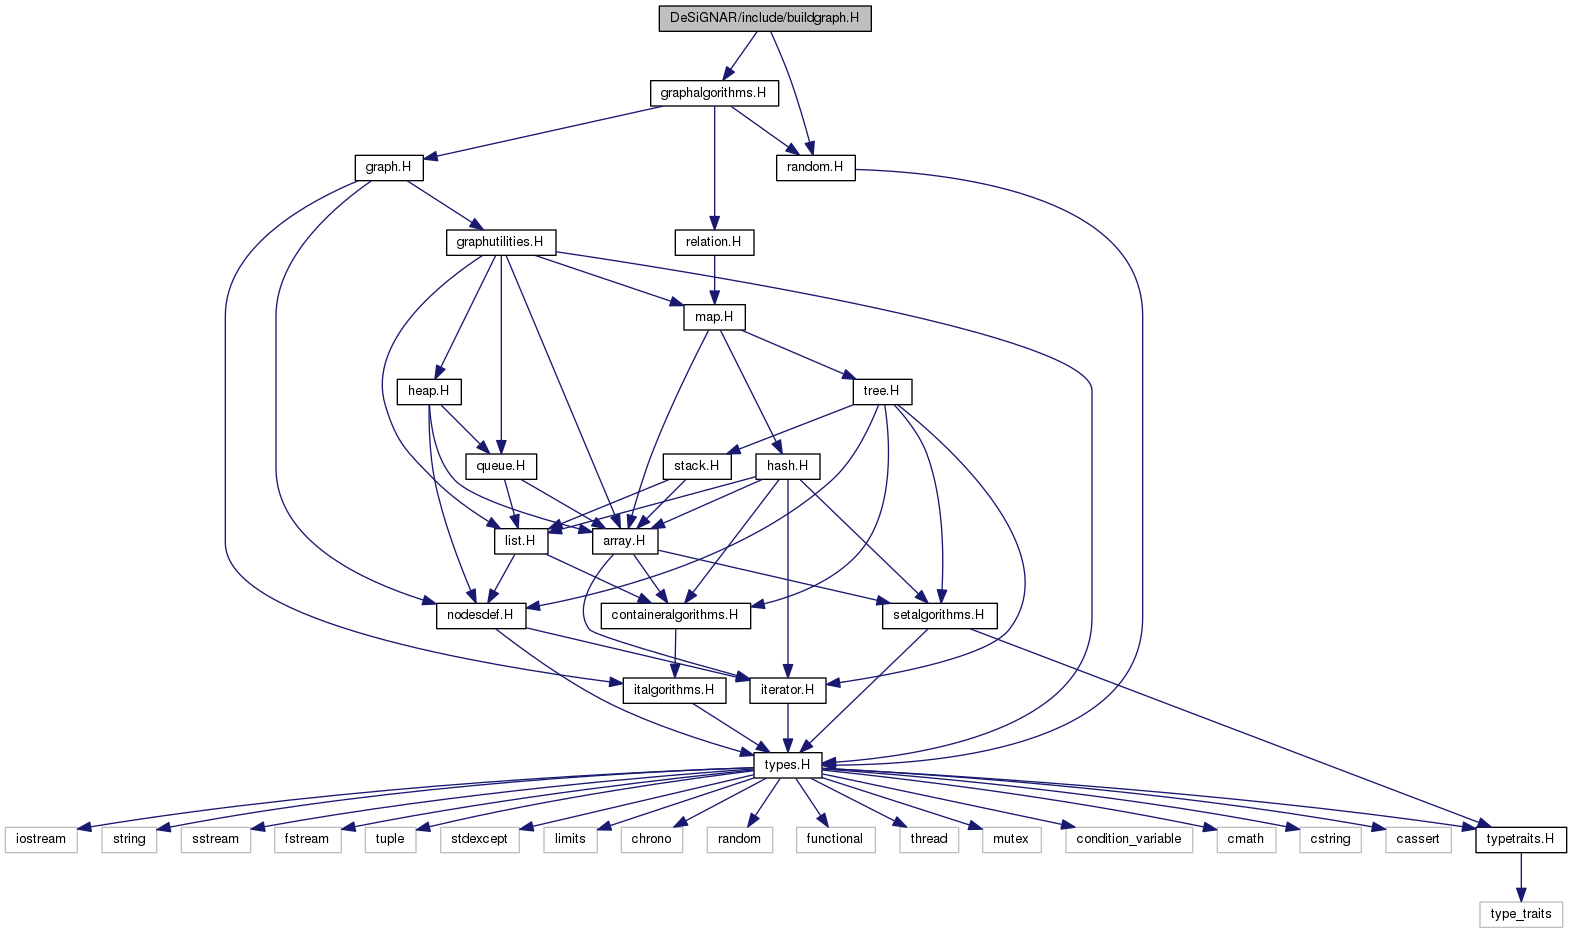 DeSiGNAR/include/buildgraph.H
graphalgorithms.H
graph.H
random.H
graphutilities.H
relation.H
map.H
heap.H
tree.H
queue.H
stack.H
hash.H
list.H
array.H
nodesdef.H
containeralgorithms.H
setalgorithms.H
italgorithms.H
iterator.H
types.H
iostream
string
sstream
fstream
tuple
stdexcept
limits
chrono
random
functional
thread
mutex
condition_variable
cmath
cstring
cassert
typetraits.H
type_traits